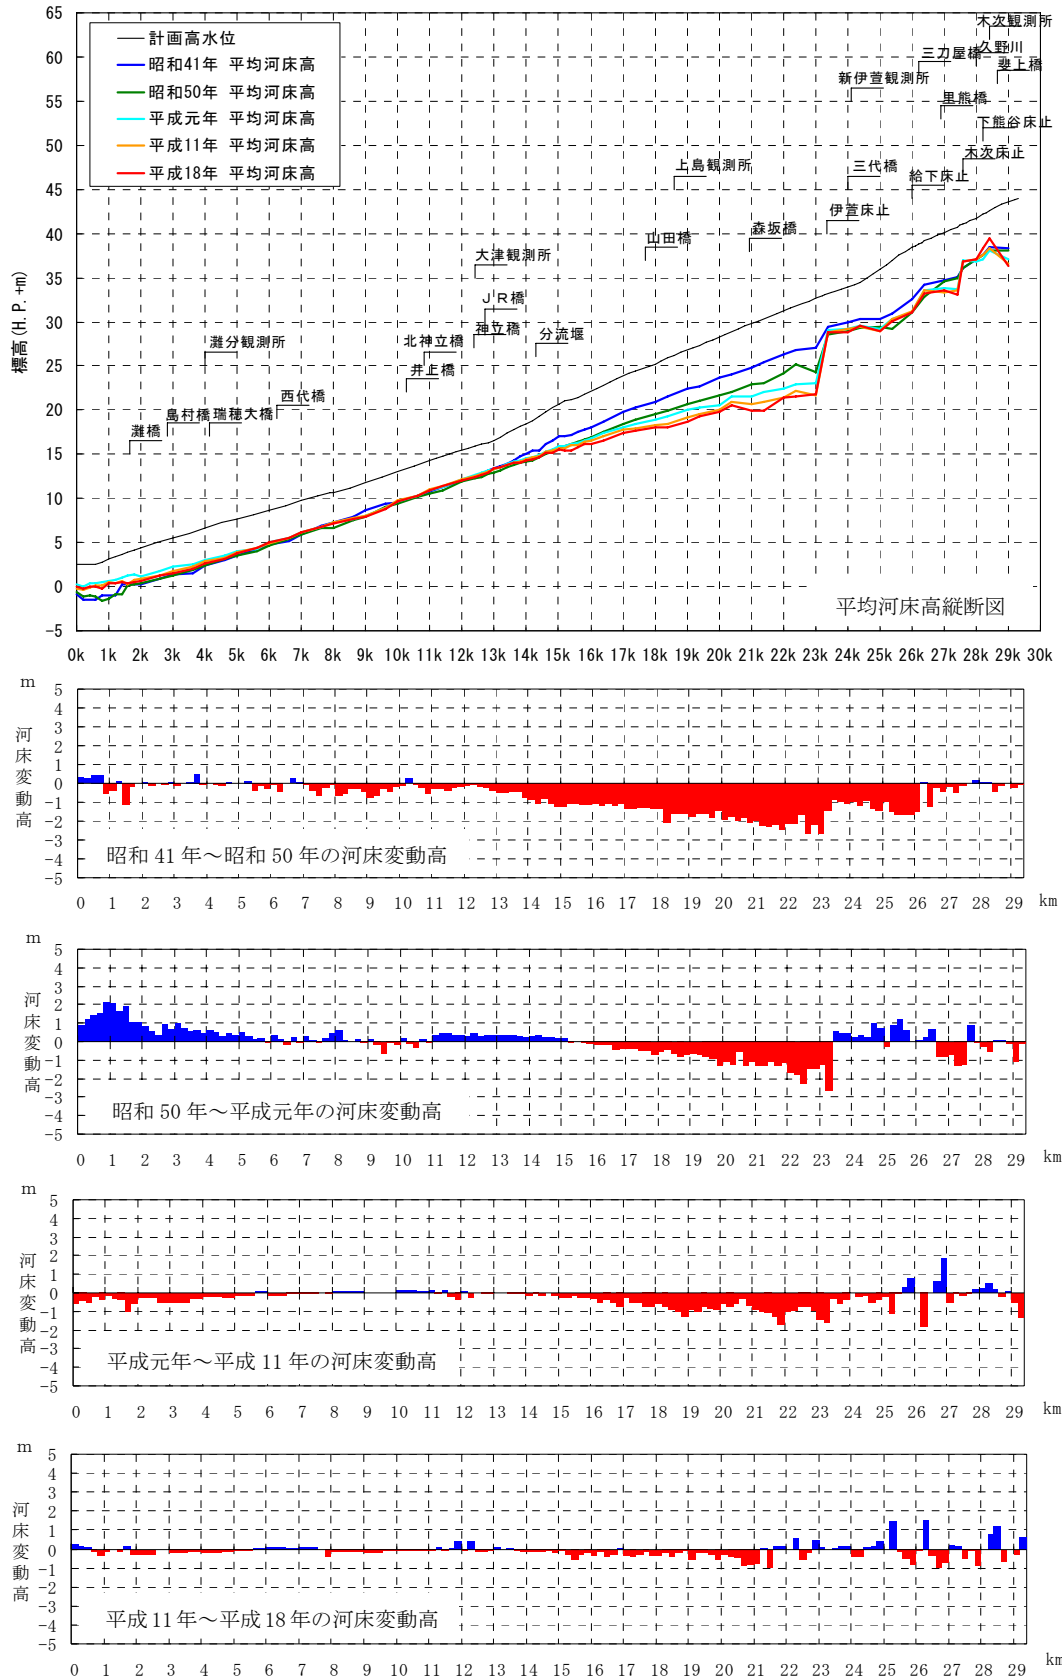 65
60
55
50
45
40
35
30
25
20
15
10
5
0
-5
標高(H.P.+m)
計画高水位
昭和41年 平均河床高
昭和50年 平均河床高
平成元年 平均河床高
平成11年 平均河床高
平成18年 平均河床高
木次観測所
久野川
三刀屋橋
斐上橋
新伊萱観測所
里熊橋
下熊谷床止
木次床止
上島観測所
三代橋
給下床止
伊萱床止
森坂橋
山田橋
大津観測所
JR橋
神立橋
分流堰
北神立橋
井上橋
灘分観測所
西代橋
島村橋
瑞穂大橋
灘橋
平均河床高縦断図
0k 1k 2k 3k 4k 5k 6k 7k 8k 9k 10k 11k 12k 13k 14k 15k 16k 17k 18k 19k 20k 21k 22k 23k 24k 25k 26k 27k 28k 29k 30k
m
河床変動高
5
4
3
2
1
0
-1
-2
-3
-4
-5
昭和 41 年～昭和 50 年の河床変動高
0 1 2 3 4 5 6 7 8 9 10 11 12 13 14 15 16 17 18 19 20 21 22 23 24 25 26 27 28 29 km
m
河床変動高
5
4
3
2
1
0
-1
-2
-3
-4
-5
昭和 50 年～平成元年の河床変動高
0 1 2 3 4 5 6 7 8 9 10 11 12 13 14 15 16 17 18 19 20 21 22 23 24 25 26 27 28 29 km
m
河床変動高
5
4
3
2
1
0
-1
-2
-3
-4
-5
平成元年～平成 11 年の河床変動高
0 1 2 3 4 5 6 7 8 9 10 11 12 13 14 15 16 17 18 19 20 21 22 23 24 25 26 27 28 29 km
m
河床変動高
5
4
3
2
1
0
-1
-2
-3
-4
-5
平成 11 年～平成 18 年の河床変動高
0 1 2 3 4 5 6 7 8 9 10 11 12 13 14 15 16 17 18 19 20 21 22 23 24 25 26 27 28 29 km